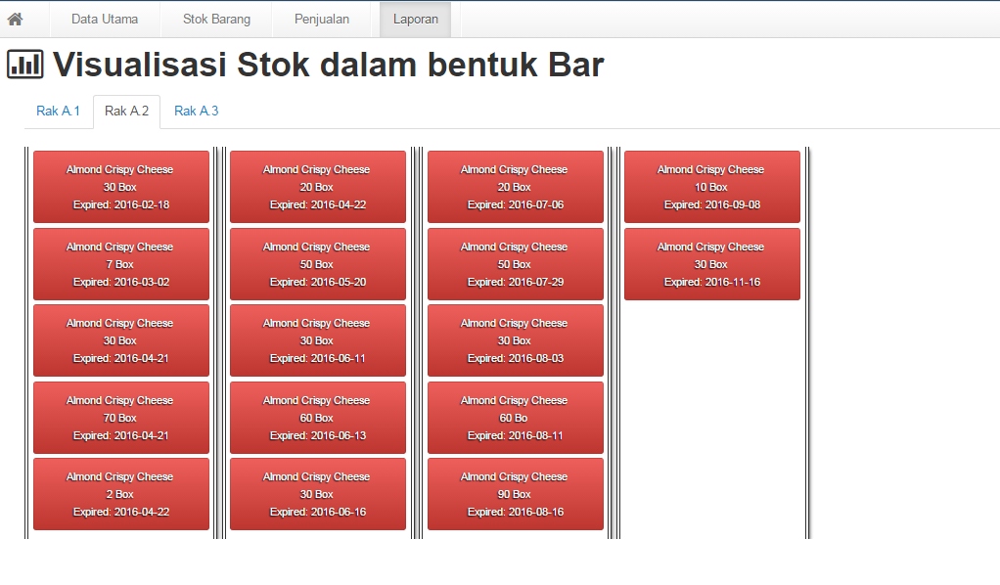 Data Utama
Stok Barang
Penjualan
Laporan
Visualisasi Stok dalam bentuk Bar
Rak A.1
Rak A.2
Rak A.3
Almond Crispy Cheese
30 Box
Expired: 2016-02-18
Almond Crispy Cheese
7 Box
Expired: 2016-03-02
Almond Crispy Cheese
30 Box
Expired: 2016-04-21
Almond Crispy Cheese
70 Box
Expired: 2016-04-21
Almond Crispy Cheese
2 Box
Expired: 2016-04-22
Almond Crispy Cheese
20 Box
Expired: 2016-04-22
Almond Crispy Cheese
50 Box
Expired: 2016-05-20
Almond Crispy Cheese
30 Box
Expired: 2016-06-11
Almond Crispy Cheese
60 Box
Expired: 2016-06-13
Almond Crispy Cheese
30 Box
Expired: 2016-06-16
Almond Crispy Cheese
20 Box
Expired: 2016-07-06
Almond Crispy Cheese
50 Box
Expired: 2016-07-29
Almond Crispy Cheese
30 Box
Expired: 2016-08-03
Almond Crispy Cheese
60 Bo
Expired: 2016-08-11
Almond Crispy Cheese
90 Box
Expired: 2016-08-16
Almond Crispy Cheese
10 Box
Expired: 2016-09-08
Almond Crispy Cheese
30 Box
Expired: 2016-11-16